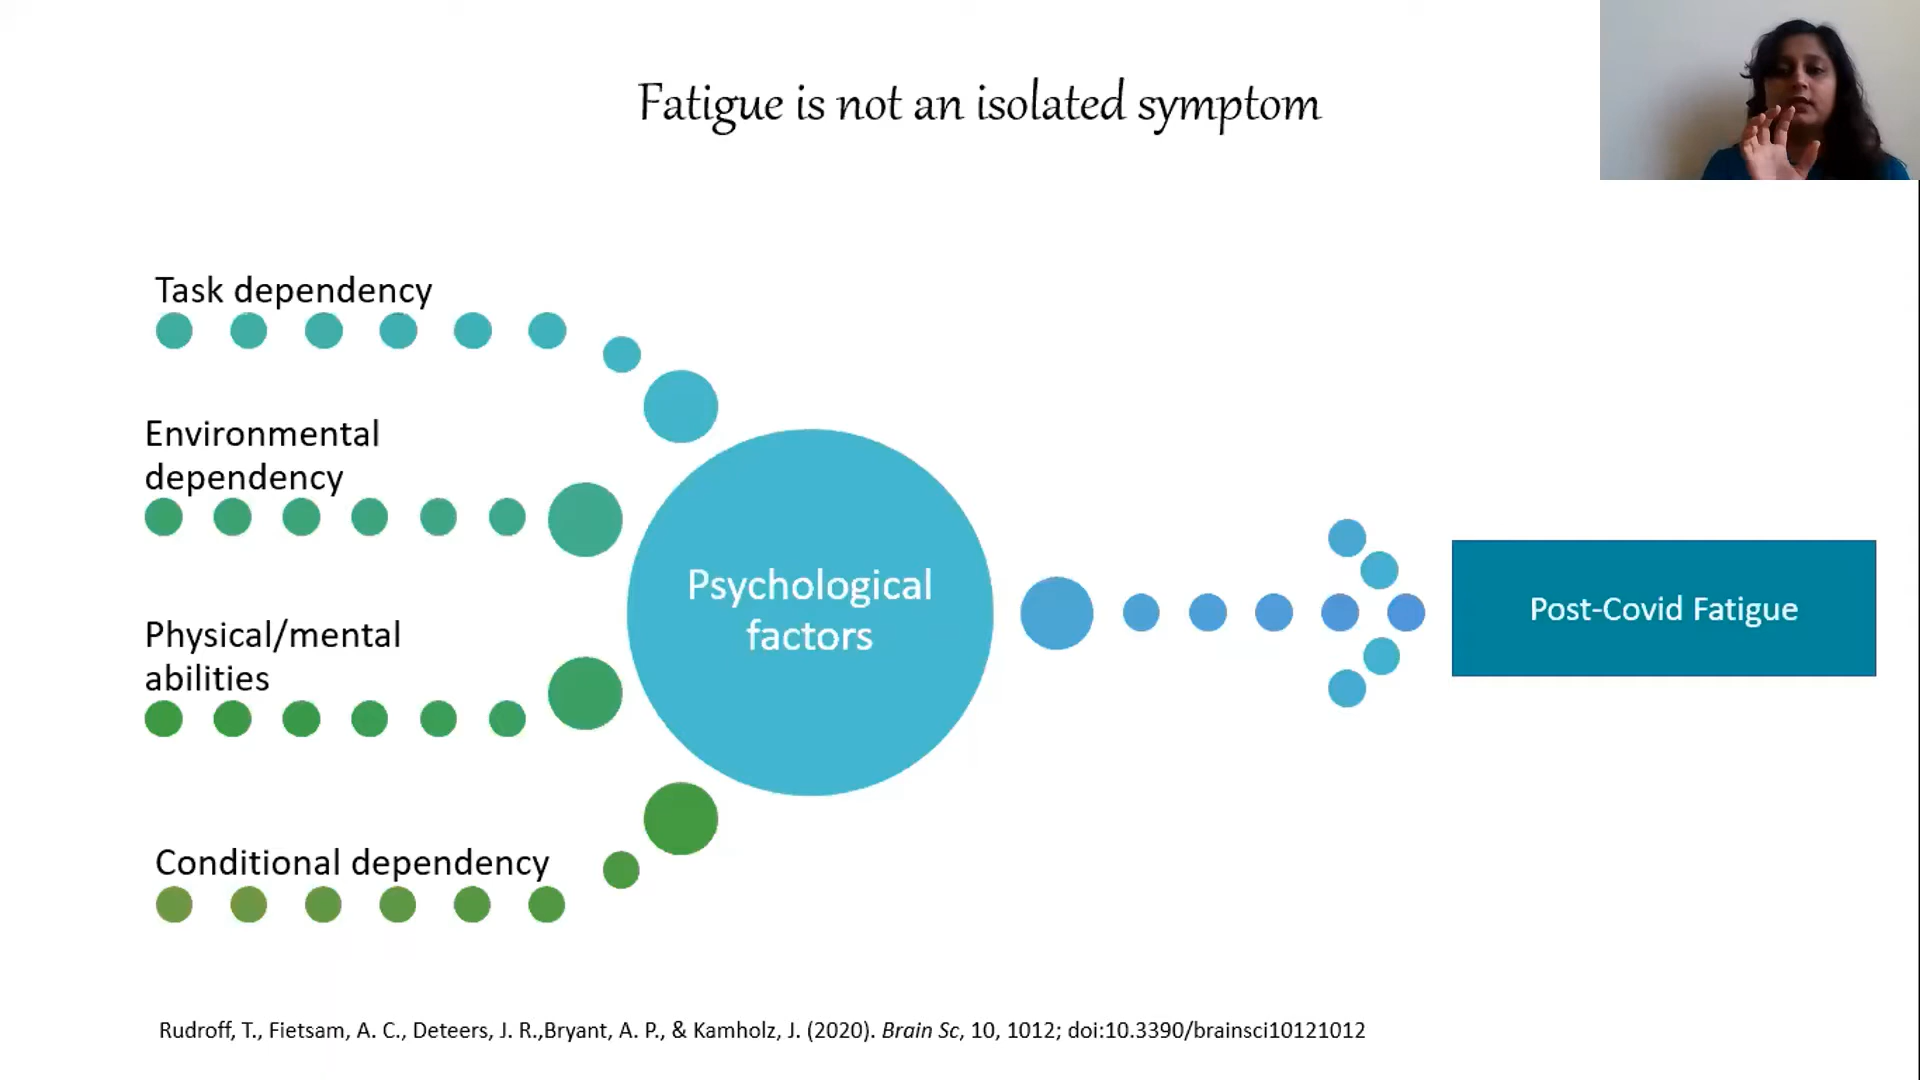 Fatigue is not an isolated symptom
Task dependency
Environmental
dependency
Physical/mental
abilities
Conditional dependency
Psychological
factors
Post-Covid Fatigue
Rudroff, T., Fietsam, A. C., Deteers, J. R.,Bryant, A. P., & Kamholz, J. (2020). Brain Sc, 10, 1012; doi:10.3390/brainsci10121012